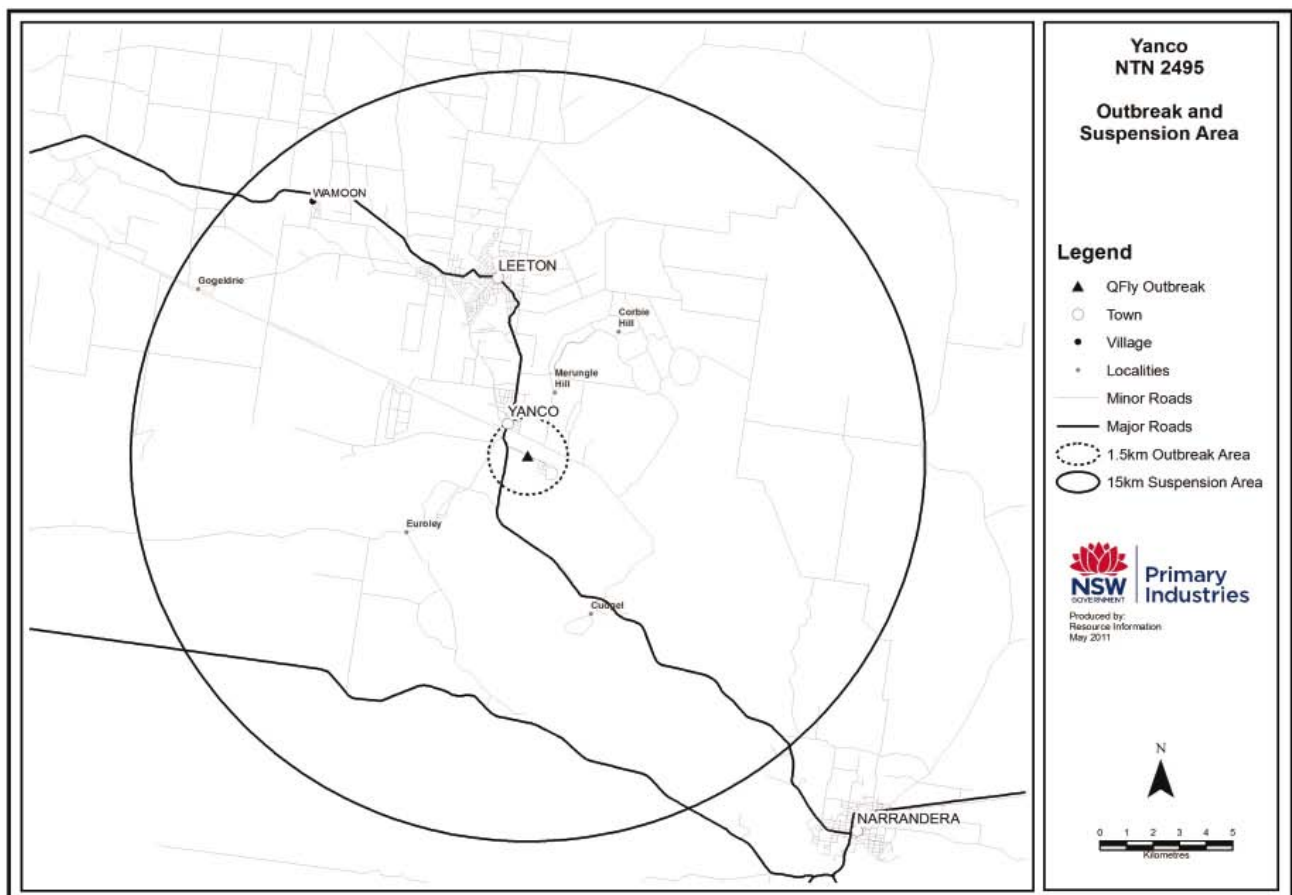 Yanco
NTN 2495
Outbreak and
Suspension Area
Legend
QFly Outbreak
Town
Village
Localities
Minor Roads
Major Roads
1.5km Outbreak Area
15km Suspension Area
NSW
GOVERNMENT
Primary
Industries
Produced by:
Resource Information
May 2011
N
0 1 2 3 4 5
Kilometres
WAMOON
LEETON
Gogeldrie
Corbie
Hill
Merungle
Hill
YANCO
Euroley
Cudgel
NARRANDERA